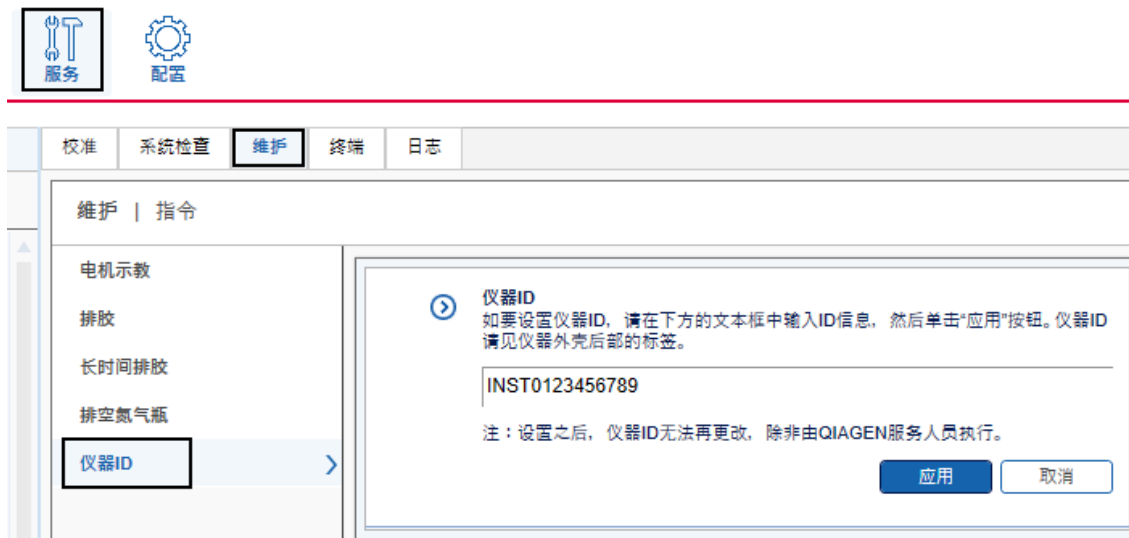 服务
配置
校准
系统检查
维护
终端
日志
维护 | 指令
电机示教
排胶
长时间排胶
排空氮气瓶
仪器ID
仪器ID
如要设置仪器ID，请在下方的文本框中输入ID信息，然后单击“应用”按钮。仪器ID
请见仪器外壳后部的标签。
INST0123456789
注：设置之后，仪器ID无法再更改，除非由QIAGEN服务人员执行。
应用
取消